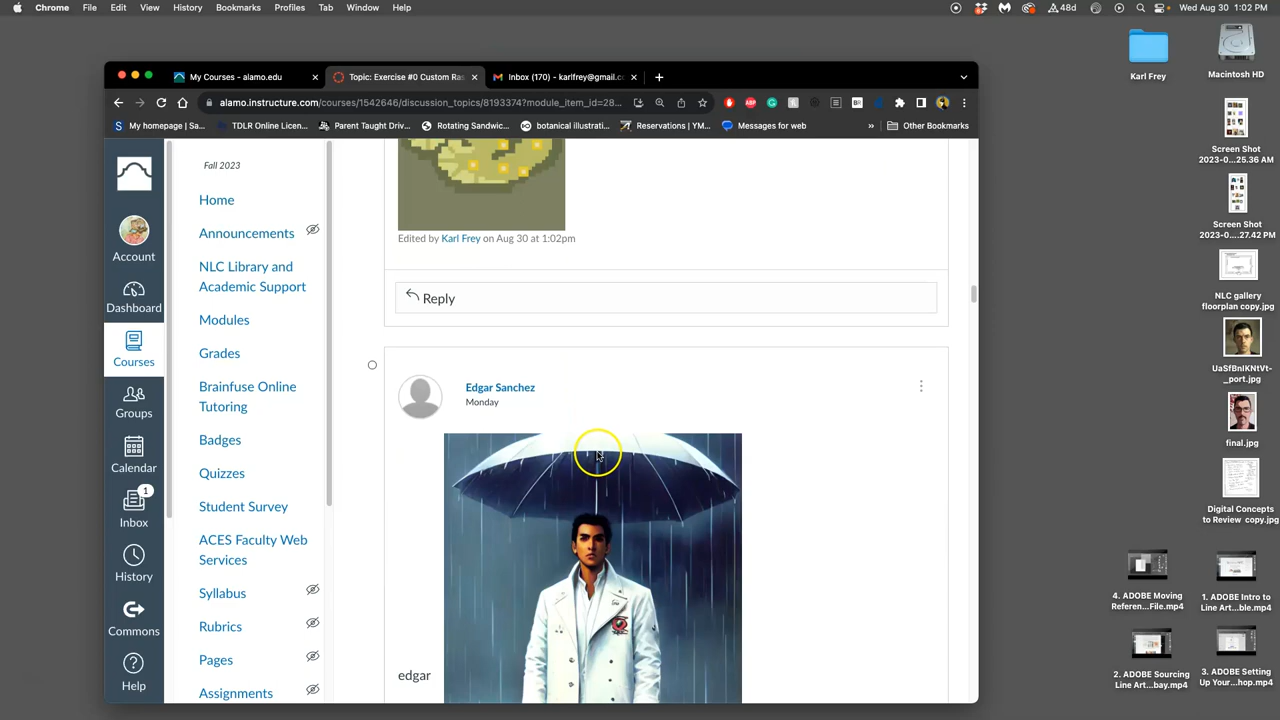 Chrome File Edit View History Bookmarks Profiles Tab Window Help
48d
Wed Aug 30 1:02 PM
My Courses - alamo.edu
Topic: Exercise #0 Custom Ras
Inbox (170) - karlfrey@gmail.c
alamo.instructure.com/courses/1542646/discussion_topics/8193374?module_item_id=28...
My homepage | Sa...
TDLR Online Licen...
Parent Taught Driv...
Rotating Sandwic...
botanical illustrati...
Reservations | YM...
Messages for web
»
Other Bookmarks
Account
Dashboard
Courses
Groups
Calendar
1
Inbox
History
Commons
Help
Fall 2023
Home
Announcements
NLC Library and
Academic Support
Modules
Grades
Brainfuse Online
Tutoring
Badges
Quizzes
Student Survey
ACES Faculty Web
Services
Syllabus
Rubrics
Pages
Assignments
Edited by Karl Frey on Aug 30 at 1:02pm
Reply
Edgar Sanchez
Monday
edgar
Karl Frey
Macintosh HD
Screen Shot
2023-0...25.36 AM
Screen Shot
2023-0....27.42 PM
NLC gallery
floorplan copy.jpg
UaSfBnIKNtVt-
_port.jpg
final.jpg
Digital Concepts
to Review copy.jpg
4. ADOBE Moving
Referen...File.mp4
1. ADOBE Intro to
Line Art...ble.mp4
2. ADOBE Sourcing
Line Art...bay.mp4
3. ADOBE Setting
Up Your...hop.mp4